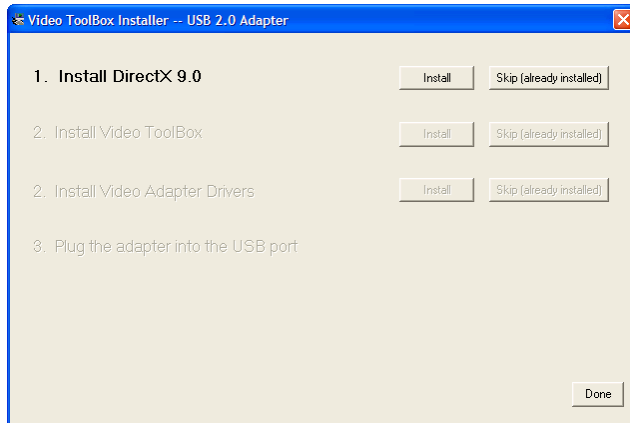 Video ToolBox Installer -- USB 2.0 Adapter
1. Install DirectX 9.0 Install Skip (already installed)
2. Install Video ToolBox Install Skip (already installed)
2. Install Video Adapter Drivers Install Skip (already installed)
3. Plug the adapter into the USB port
Done